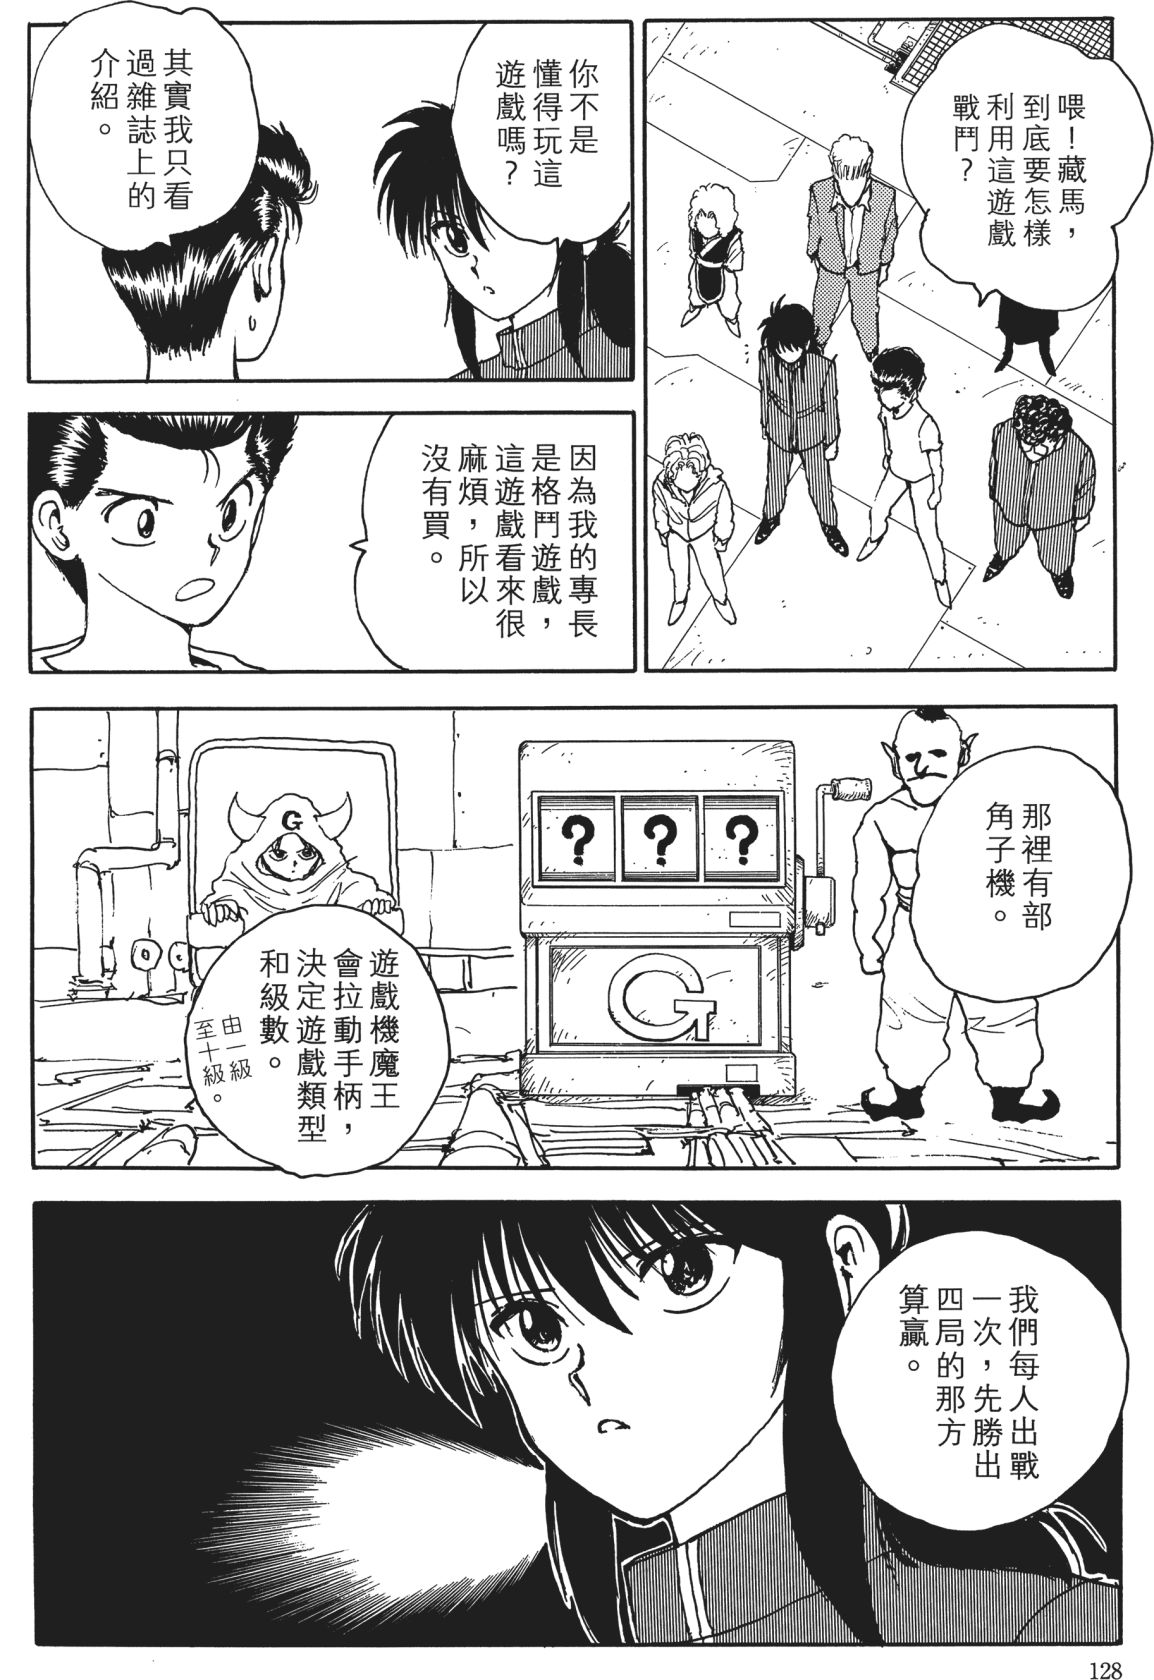 喂！藏馬，
到底要怎樣
利用這遊戲
戰鬥？
你不是
懂得玩這
遊戲嗎？
其實我只看
過雜誌上的
介紹。
因為我的專長
是格鬥遊戲，
這遊戲看來很
麻煩，所以
沒有買。
那裡有部
角子機。
? ? ?
G
G
遊戲機魔王
會拉動手柄，
決定遊戲類型
和級數。
由一級
至十級。
我們每人出戰
一次，先勝出
四局的那方
算贏。
128